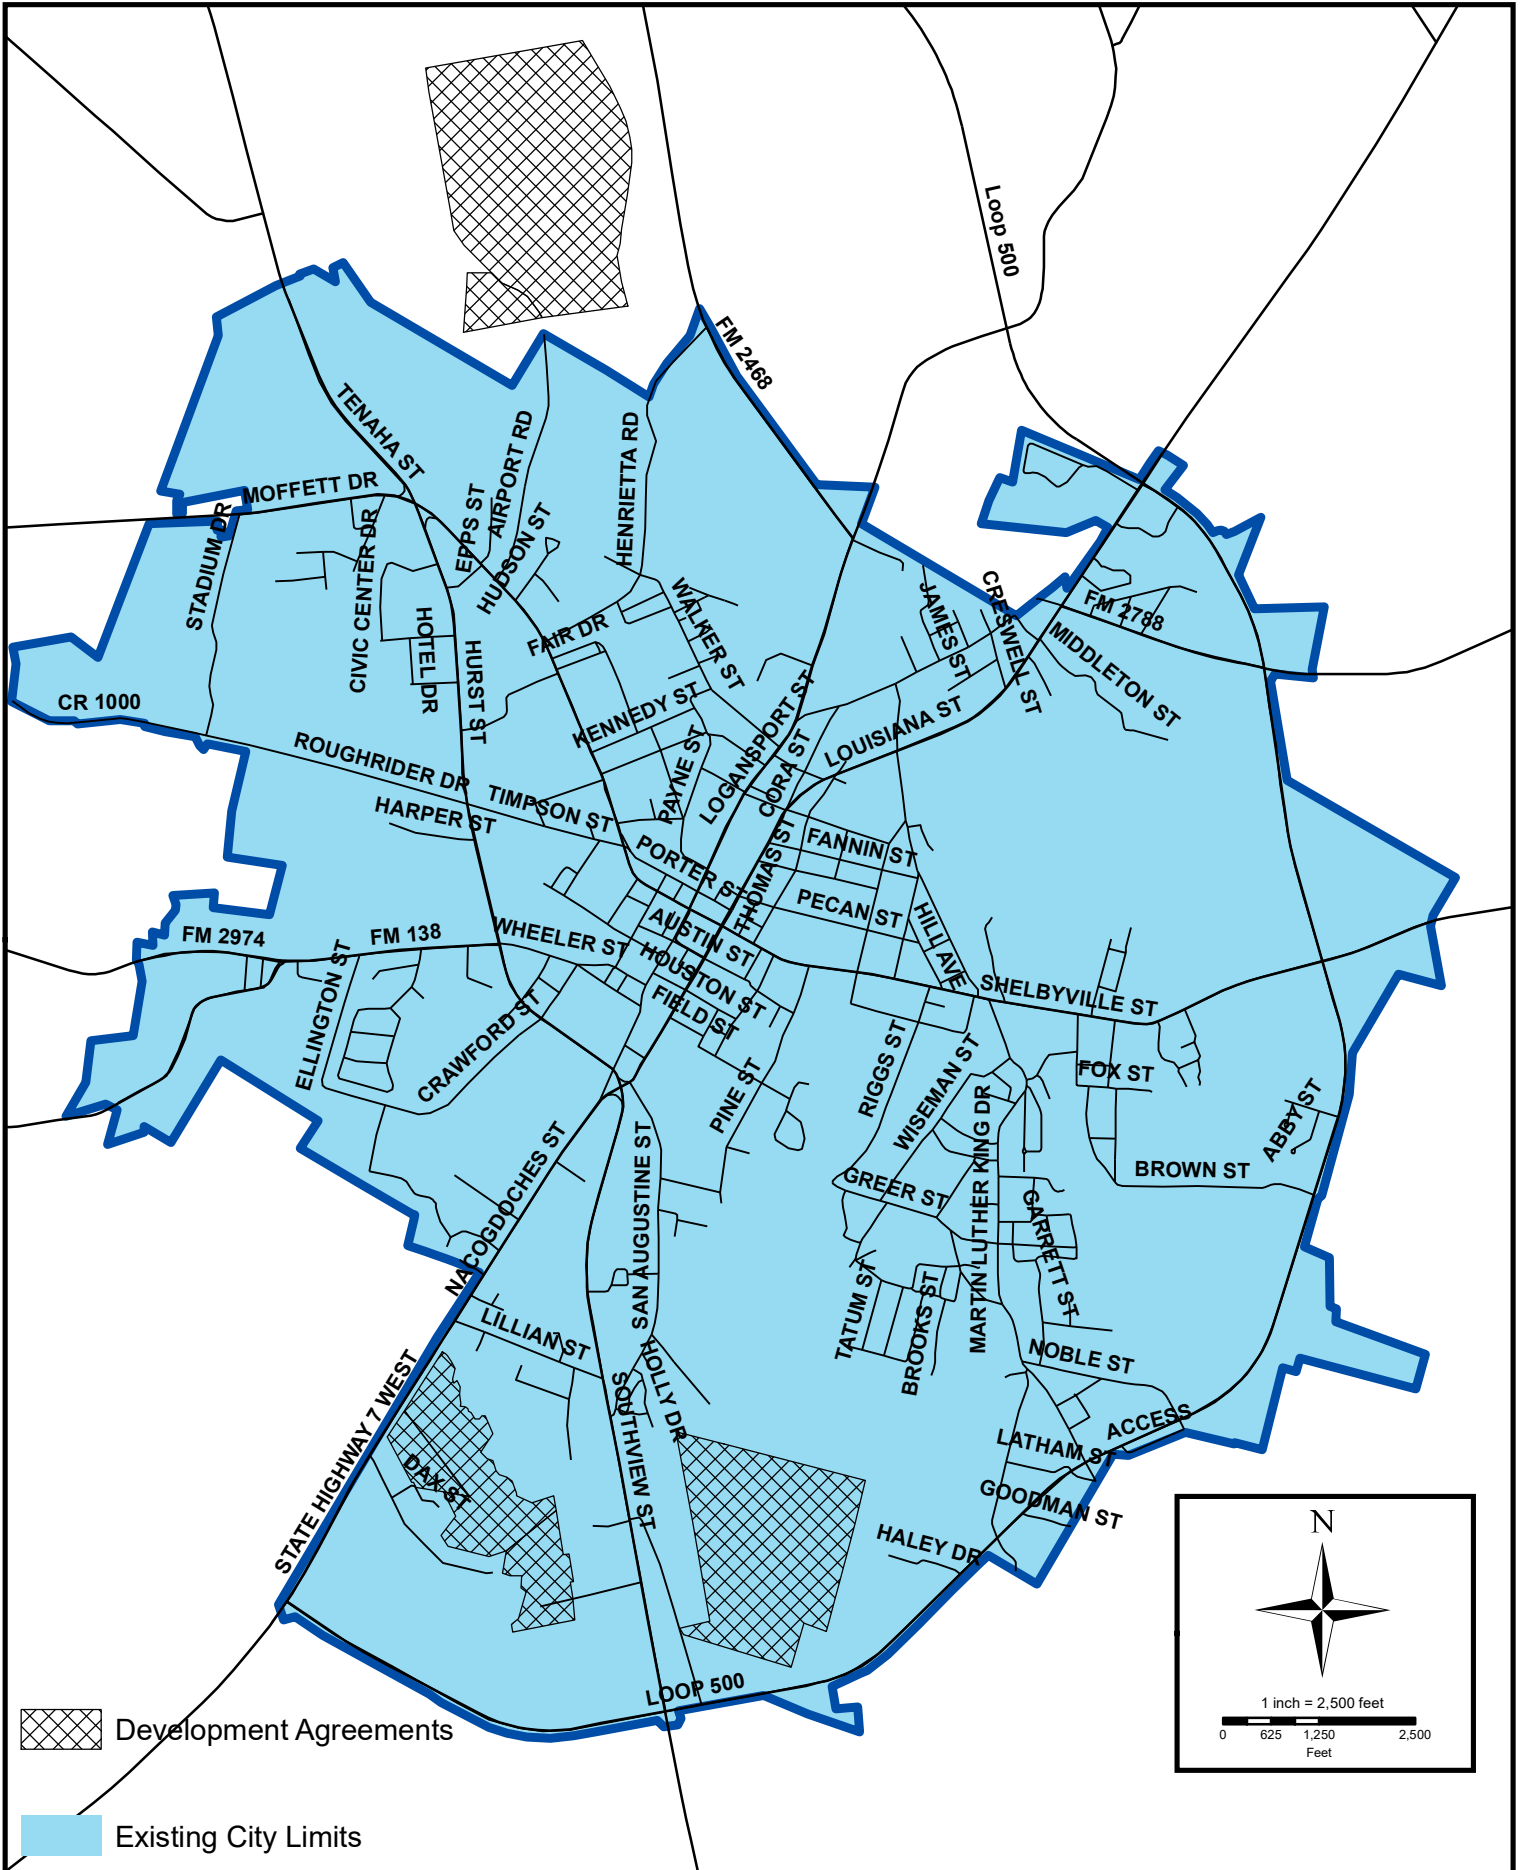 Loop 500
FM 2468
TENAHA ST
MOFFETT DR
AIRPORT RD
HENRIETTA RD
EPPS ST
HUDSON ST
STADIUM DR
CIVIC CENTER DR
HOTEL DR
HURST ST
FAIR DR
WALKER ST
JAMES ST
CRESWELL ST
FM 2788
MIDDLETON ST
CR 1000
KENNEDY ST
PAYNE ST
LOGANSPORT ST
CORA ST
LOUISIANA ST
ROUGHRIDER DR
TIMPSON ST
HARPER ST
PORTER ST
THOMAS ST
FANNIN ST
PECAN ST
HILL AVE
FM 2974
FM 138
WHEELER ST
AUSTIN ST
HOUSTON ST
FIELD ST
SHELBYVILLE ST
ELLINGTON ST
CRAWFORD ST
PINE ST
RIGGS ST
WISEMAN ST
FOX ST
ABBY ST
BROWN ST
GREER ST
MARTIN LUTHER KING DR
GARRETT ST
NACOGDOCHES ST
SAN AUGUSTINE ST
TATUM ST
BROOKS ST
LILLIAN ST
HOLLY DR
NOBLE ST
STATE HIGHWAY 7 WEST
SOUTHVIEW ST
DAX ST
ACCESS
LATHAM ST
GOODMAN ST
HALEY DR
LOOP 500
N
1 inch = 2,500 feet
0 625 1,250 2,500
Feet
Development Agreements
Existing City Limits